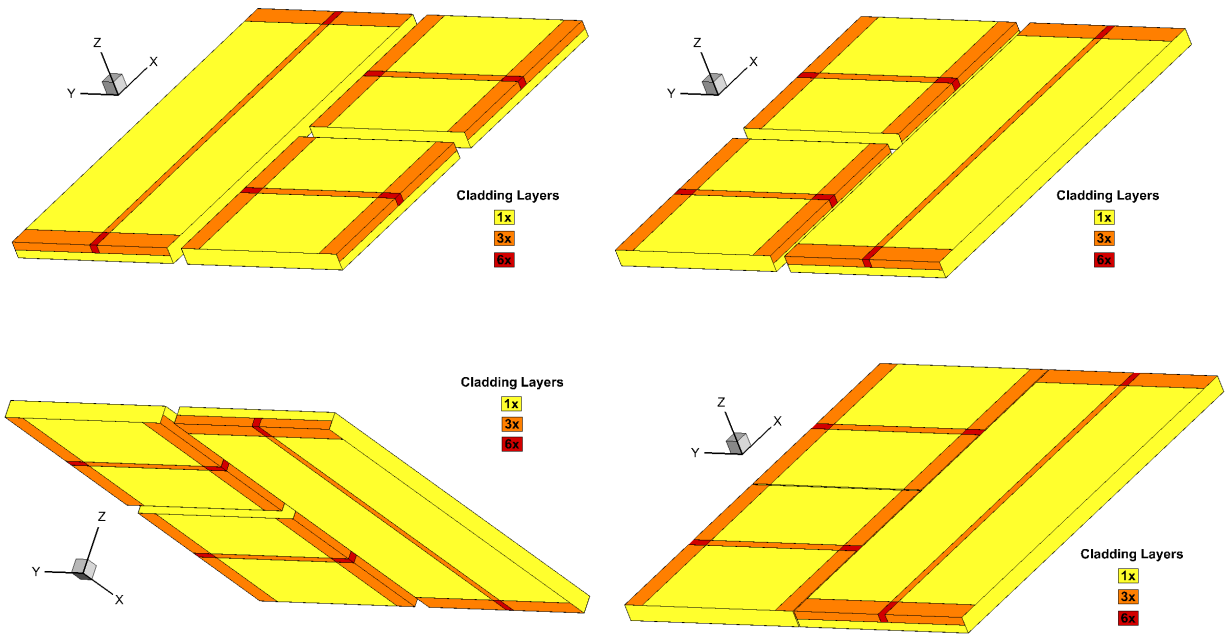 Z
X
Y
Cladding Layers
1x
3x
6x
Z
X
Y
Cladding Layers
1x
3x
6x
Cladding Layers
1x
3x
6x
Z
Y
X
Z
X
Y
Cladding Layers
1x
3x
6x